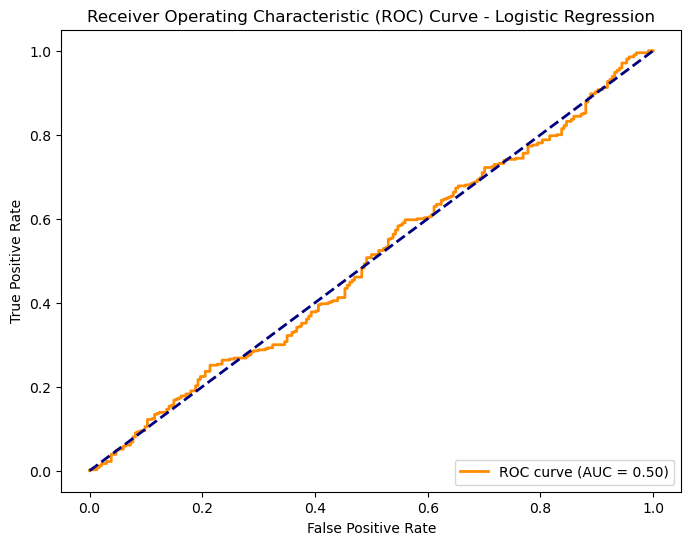 Receiver Operating Characteristic (ROC) Curve - Logistic Regression
1.0
0.8
0.6
0.4
0.2
0.0
True Positive Rate
ROC curve (AUC = 0.50)
0.0 0.2 0.4 0.6 0.8 1.0
False Positive Rate